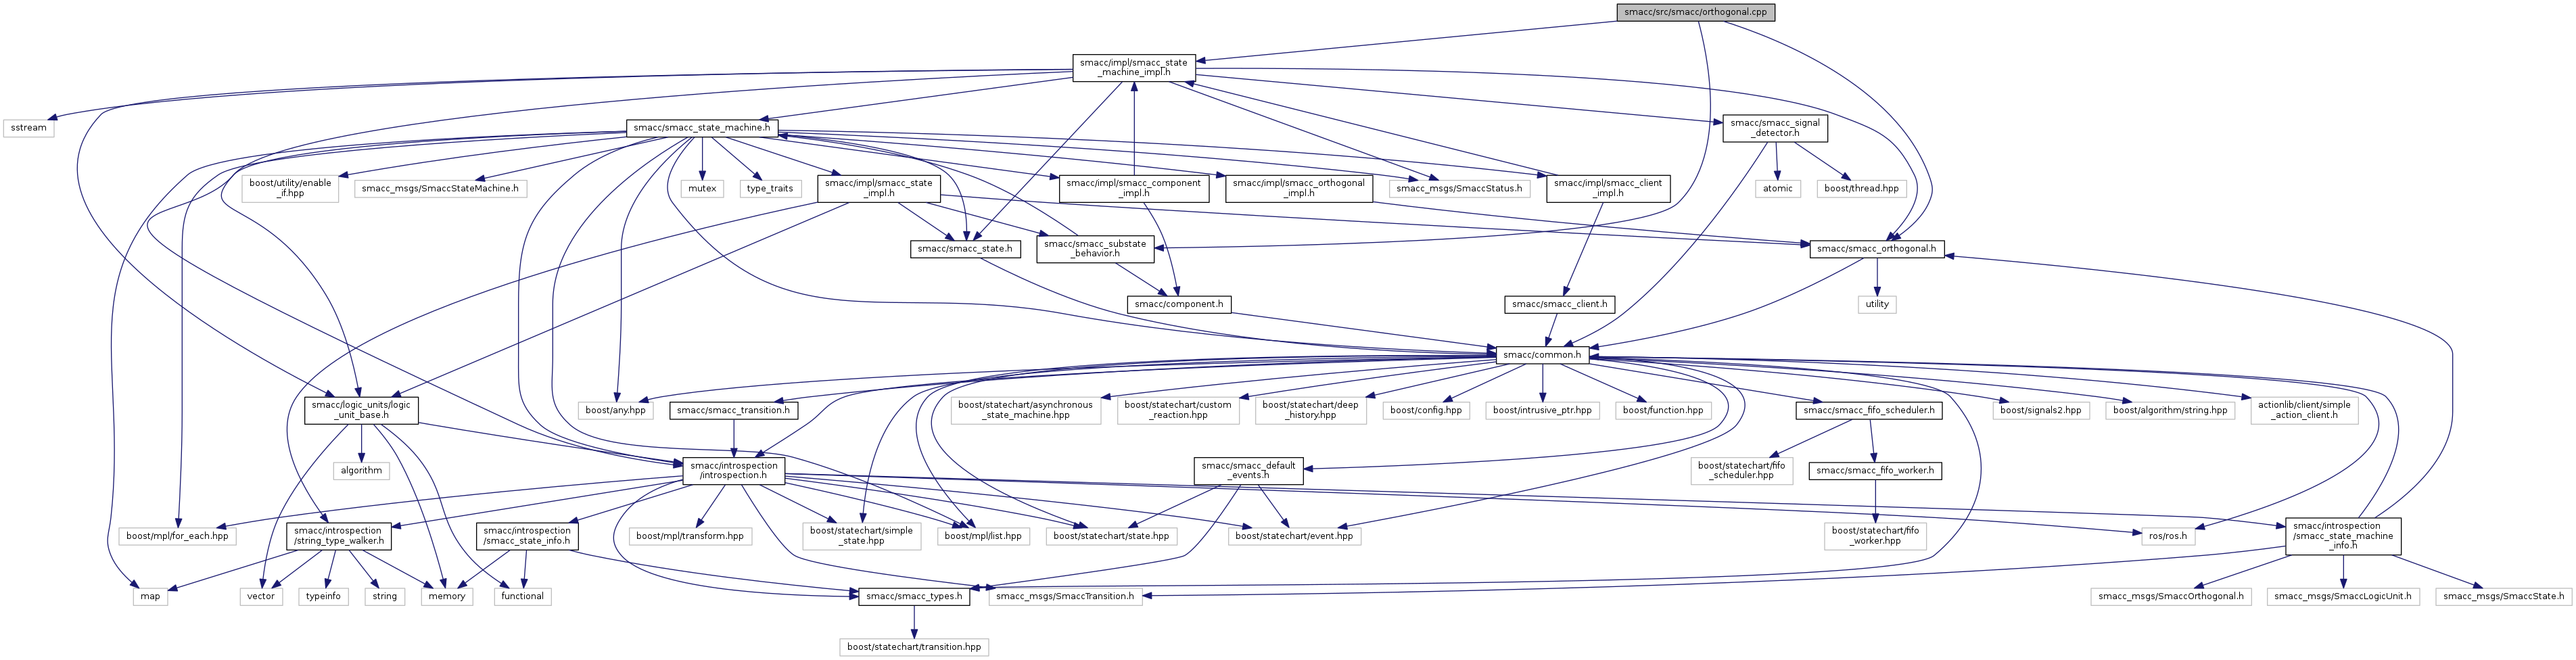 smacc/src/smacc/orthogonal.cpp
smacc/impl/smacc_state
_machine_impl.h
sstream
smacc/smacc_state_machine.h
smacc/smacc_signal
_detector.h
boost/utility/enable
_if.hpp
smacc_msgs/SmaccStateMachine.h
mutex
type_traits
smacc/impl/smacc_state
_impl.h
smacc/impl/smacc_component
_impl.h
smacc/impl/smacc_orthogonal
_impl.h
smacc_msgs/SmaccStatus.h
smacc/impl/smacc_client
_impl.h
atomic
boost/thread.hpp
smacc/smacc_state.h
smacc/smacc_substate
_behavior.h
smacc/smacc_orthogonal.h
smacc/component.h
smacc/smacc_client.h
utility
smacc/common.h
smacc/logic_units/logic
_unit_base.h
boost/any.hpp
smacc/smacc_transition.h
boost/statechart/asynchronous
_state_machine.hpp
boost/statechart/custom
_reaction.hpp
boost/statechart/deep
_history.hpp
boost/config.hpp
boost/intrusive_ptr.hpp
boost/function.hpp
smacc/smacc_fifo_scheduler.h
boost/signals2.hpp
boost/algorithm/string.hpp
actionlib/client/simple
_action_client.h
algorithm
smacc/introspection
/introspection.h
smacc/smacc_default
_events.h
boost/statechart/fifo
_scheduler.hpp
smacc/smacc_fifo_worker.h
boost/mpl/for_each.hpp
smacc/introspection
/string_type_walker.h
smacc/introspection
/smacc_state_info.h
boost/mpl/transform.hpp
boost/statechart/simple
_state.hpp
boost/mpl/list.hpp
boost/statechart/state.hpp
boost/statechart/event.hpp
boost/statechart/fifo
_worker.hpp
ros/ros.h
smacc/introspection
/smacc_state_machine
_info.h
map
vector
typeinfo
string
memory
functional
smacc/smacc_types.h
smacc_msgs/SmaccTransition.h
smacc_msgs/SmaccOrthogonal.h
smacc_msgs/SmaccLogicUnit.h
smacc_msgs/SmaccState.h
boost/statechart/transition.hpp